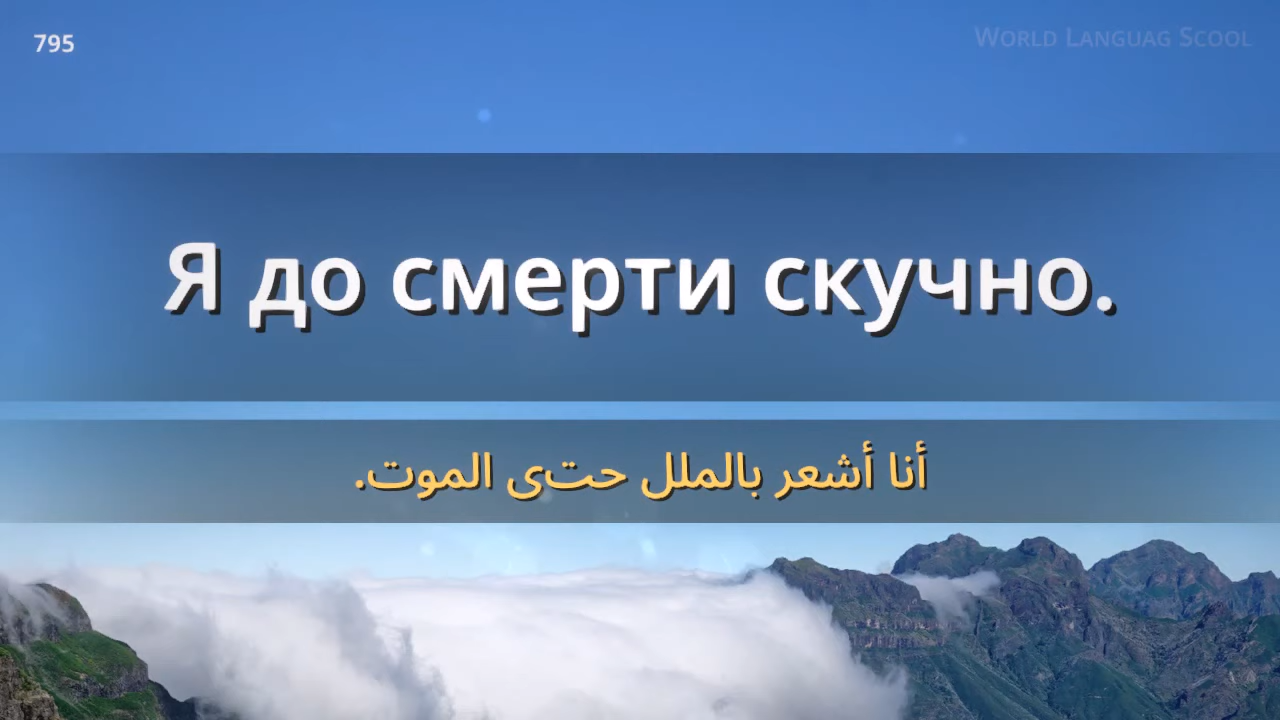 795
World Languag Scool
Я до смерти скучно.
أنا أشعر بالملل حتى الموت.